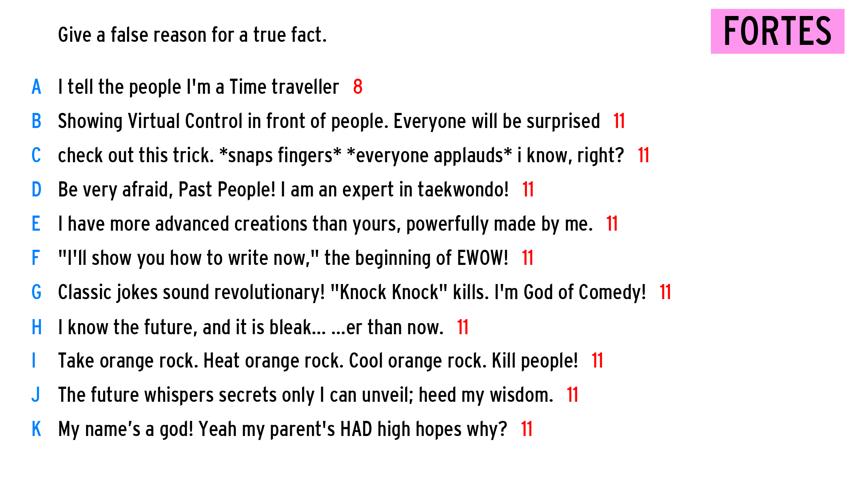 Give a false reason for a true fact.
FORTES
A I tell the people I'm a Time traveller 8
B Showing Virtual Control in front of people. Everyone will be surprised 11
C check out this trick. *snaps fingers* *everyone applauds* i know, right? 11
D Be very afraid, Past People! I am an expert in taekwondo! 11
E I have more advanced creations than yours, powerfully made by me. 11
F "I'll show you how to write now," the beginning of EWOW! 11
G Classic jokes sound revolutionary! "Knock Knock" kills. I'm God of Comedy! 11
H I know the future, and it is bleak... ...er than now. 11
I Take orange rock. Heat orange rock. Cool orange rock. Kill people! 11
J The future whispers secrets only I can unveil; heed my wisdom. 11
K My name’s a god! Yeah my parent's HAD high hopes why? 11